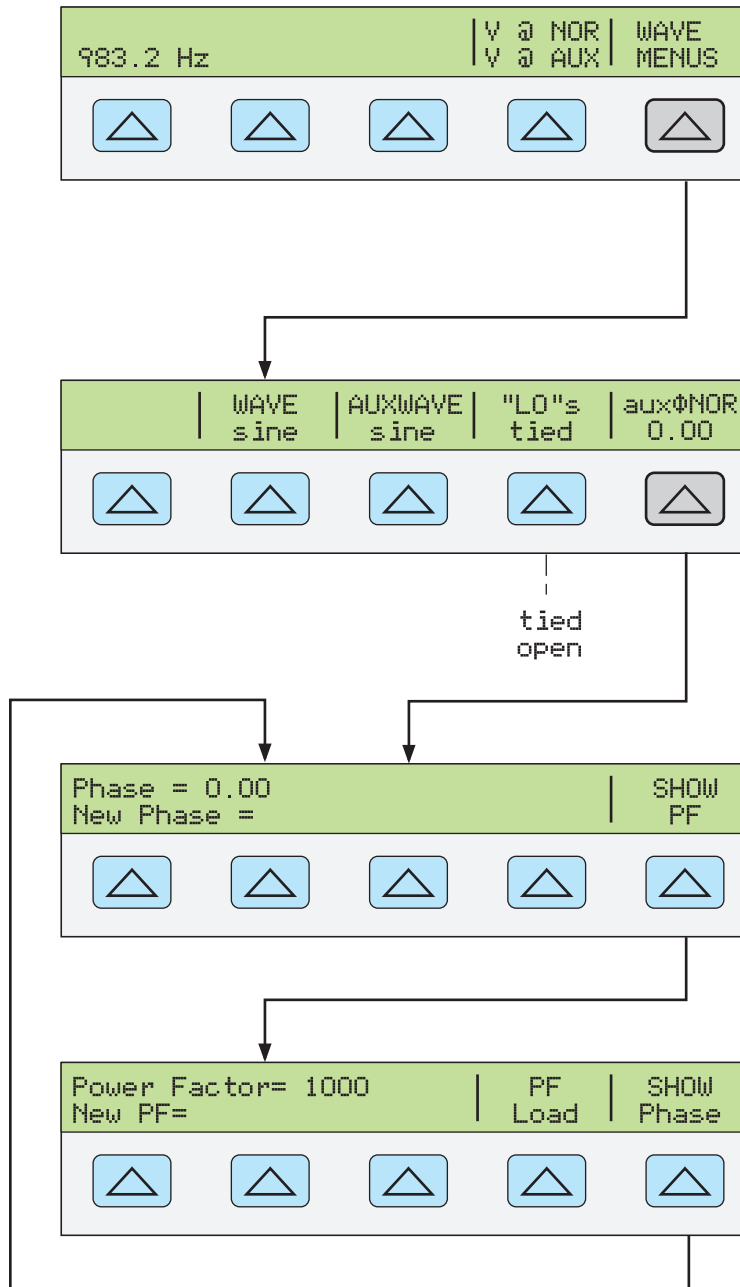 V @ NOR WAVE
983.2 Hz V @ AUX MENUS
WAVE AUXWAVE "LO"s auxΦNOR
sine sine tied 0.00
tied
open
Phase = 0.00 SHOW
New Phase = PF
Power Factor= 1000 PF SHOW
New PF= Load Phase